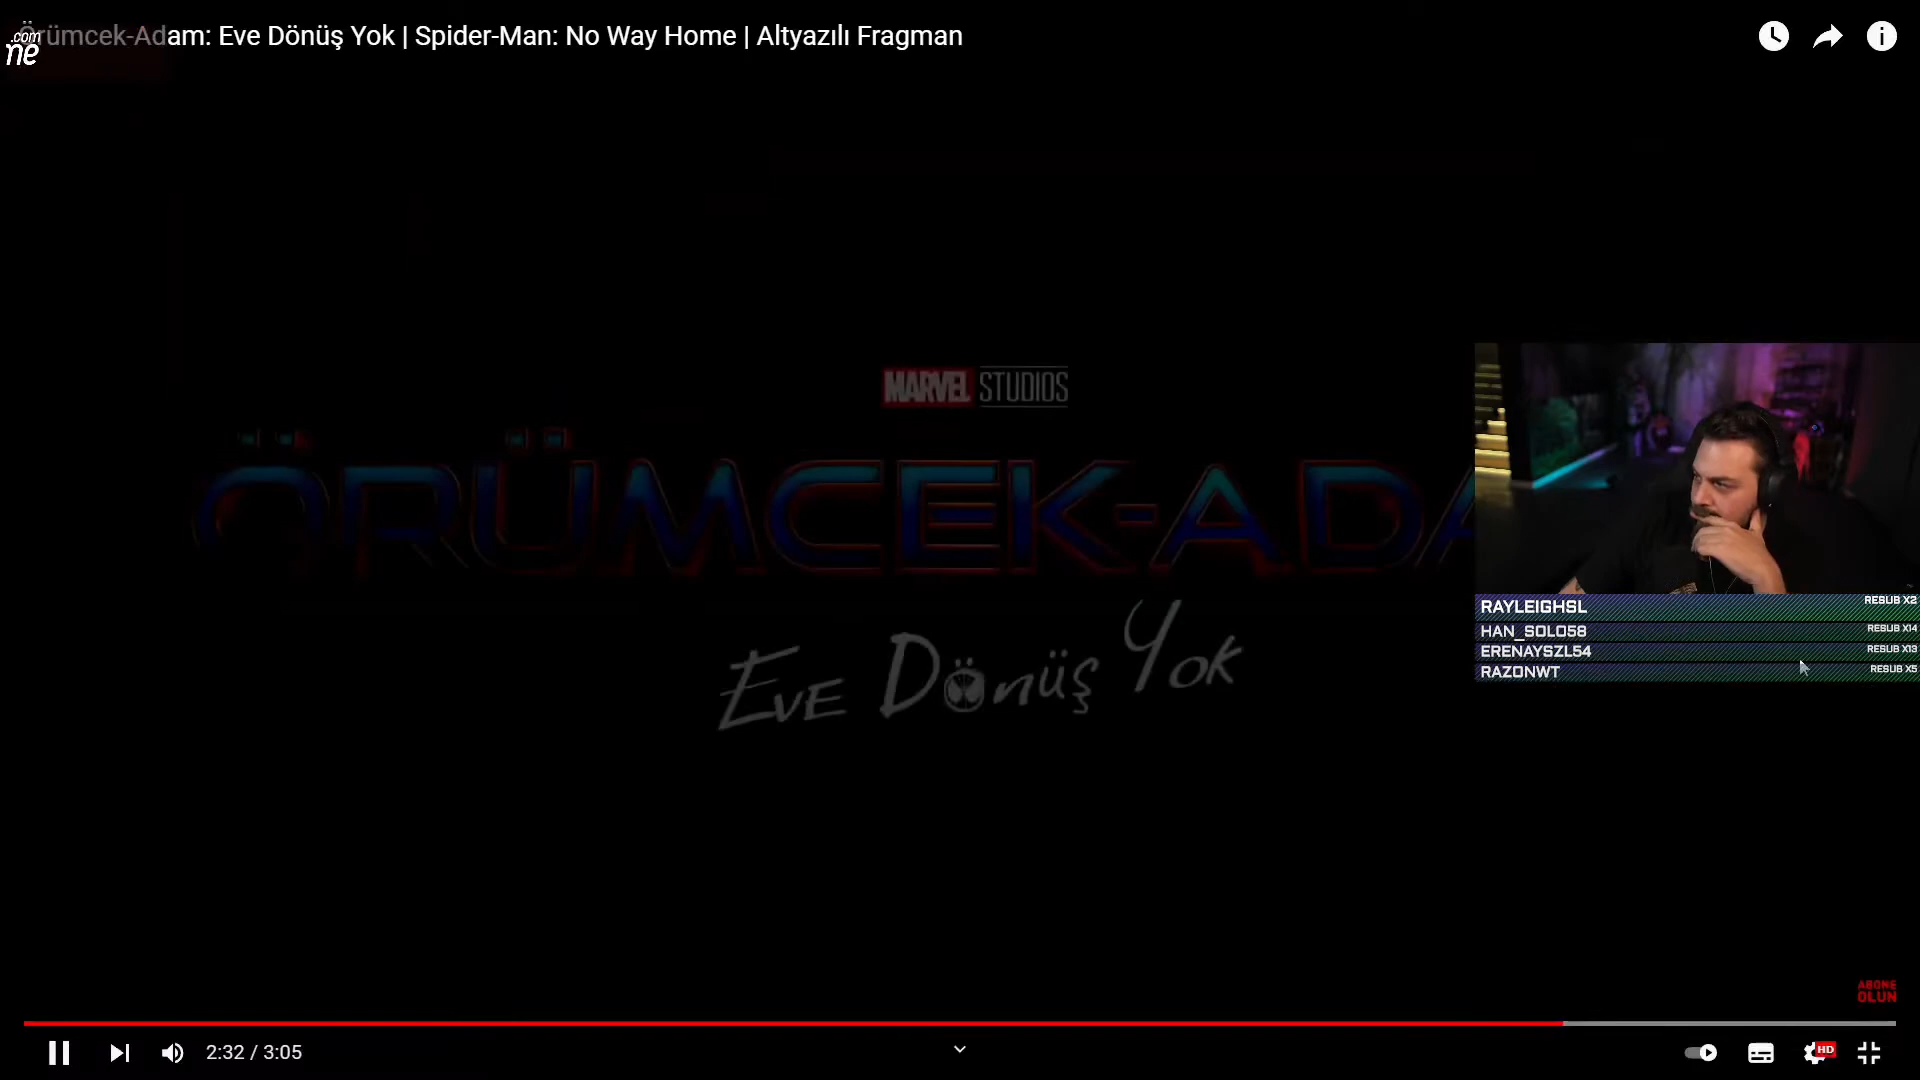 Örümcek-Adam: Eve Dönüş Yok | Spider-Man: No Way Home | Altyazılı Fragman
.com
ne
MARVEL STUDIOS
ÖRÜMCEK-ADA
EVE DÖNÜŞ YOK
RAYLEIGHSL RESUB X2
HAN_SOLO58 RESUB X14
ERENAYSZL54 RESUB X13
RAZONWT RESUB X5
ABONE
OLUN
2:32 / 3:05
HD